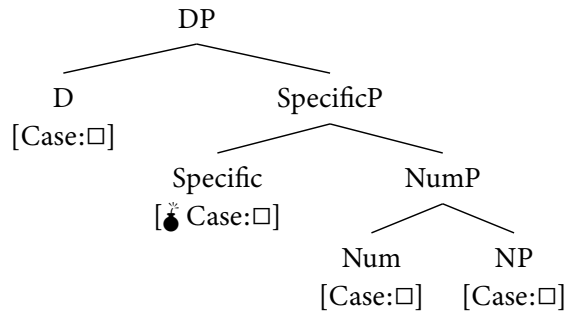 DP
D SpecificP
[Case:□]
Specific NumP
[💣Case:□]
Num NP
[Case:□] [Case:□]